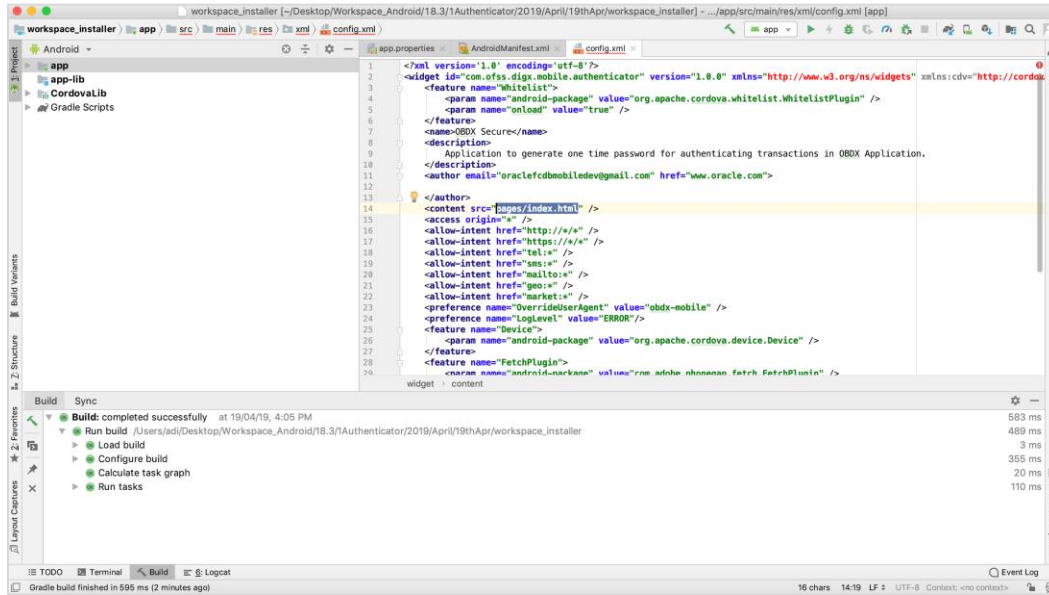 workspace_installer [~/Desktop/Workspace_Android/18.3/1Authenticator/2019/April/19thApr/workspace_installer] - .../app/src/main/res/xml/config.xml [app]
workspace_installer app src main res xml config.xml app
1: Project
Android
app.properties AndroidManifest.xml config.xml
app
app-lib
CordovaLib
Gradle Scripts
1 <?xml version='1.0' encoding='utf-8'?>
2 <widget id="com.ofss.digx.mobile.authenticator" version="1.0.0" xmlns="http://www.w3.org/ns/widgets" xmlns:cdv="http://cordov
3 <feature name="Whitelist">
4 <param name="android-package" value="org.apache.cordova.whitelist.WhitelistPlugin" />
5 <param name="onload" value="true" />
6 </feature>
7 <name>OBDX Secure</name>
8 <description>
9 Application to generate one time password for authenticating transactions in OBDX Application.
10 </description>
11 <author email="oraclefcdbmobiledev@gmail.com" href="www.oracle.com">
12
13 </author>
14 <content src="pages/index.html" />
15 <access origin="*" />
16 <allow-intent href="http://*/*" />
17 <allow-intent href="https://*/*" />
18 <allow-intent href="tel:*" />
19 <allow-intent href="sms:*" />
20 <allow-intent href="mailto:*" />
21 <allow-intent href="geo:*" />
22 <allow-intent href="market:*" />
23 <preference name="OverrideUserAgent" value="obdx-mobile" />
24 <preference name="LogLevel" value="ERROR"/>
25 <feature name="Device">
26 <param name="android-package" value="org.apache.cordova.device.Device" />
27 </feature>
28 <feature name="FetchPlugin">
29 <param name="android-package" value="com.adobe.phonegap.fetch.FetchPlugin" />
widget › content
Build Variants
Z: Structure
2: Favorites
Layout Captures
Build Sync
Build: completed successfully at 19/04/19, 4:05 PM 583 ms
Run build /Users/adi/Desktop/Workspace_Android/18.3/1Authenticator/2019/April/19thApr/workspace_installer 489 ms
Load build 3 ms
Configure build 355 ms
Calculate task graph 20 ms
Run tasks 110 ms
TODO Terminal Build 6: Logcat Event Log
Gradle build finished in 595 ms (2 minutes ago) 16 chars 14:19 LF UTF-8 Context: <no context>